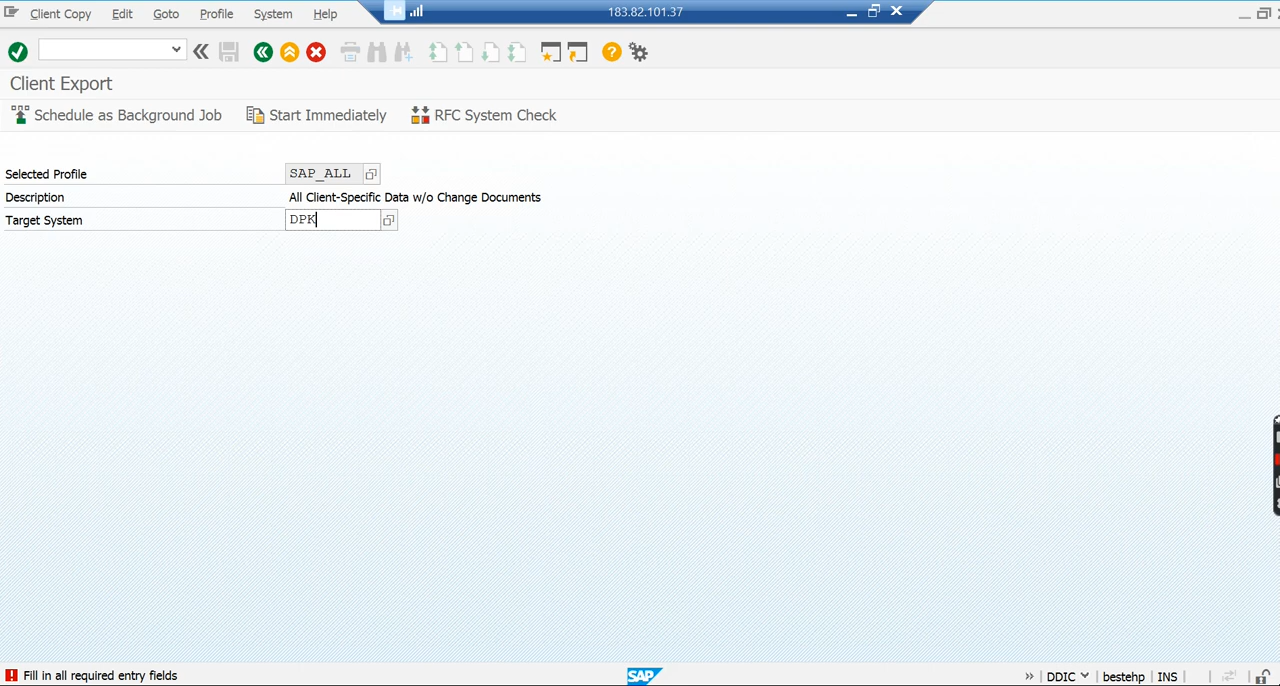 Client Copy Edit Goto Profile System Help 183.82.101.37
Client Export
Schedule as Background Job Start Immediately RFC System Check
Selected Profile SAP_ALL
Description All Client-Specific Data w/o Change Documents
Target System DPK
Fill in all required entry fields SAP DDIC bestehp INS